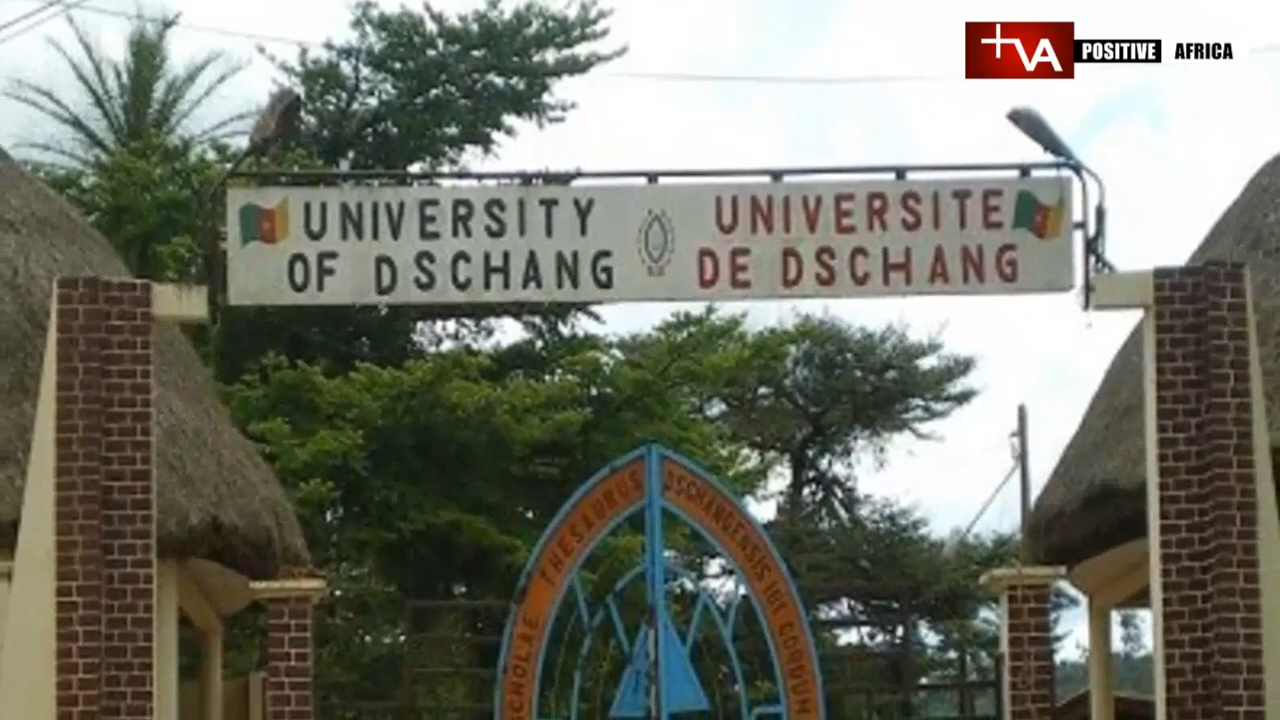 +VA POSITIVE AFRICA
UNIVERSITY
OF DSCHANG
UNIVERSITE
DE DSCHANG
SCHOLAE THESAURUS DSCHANGENSIS IBI CORDUM